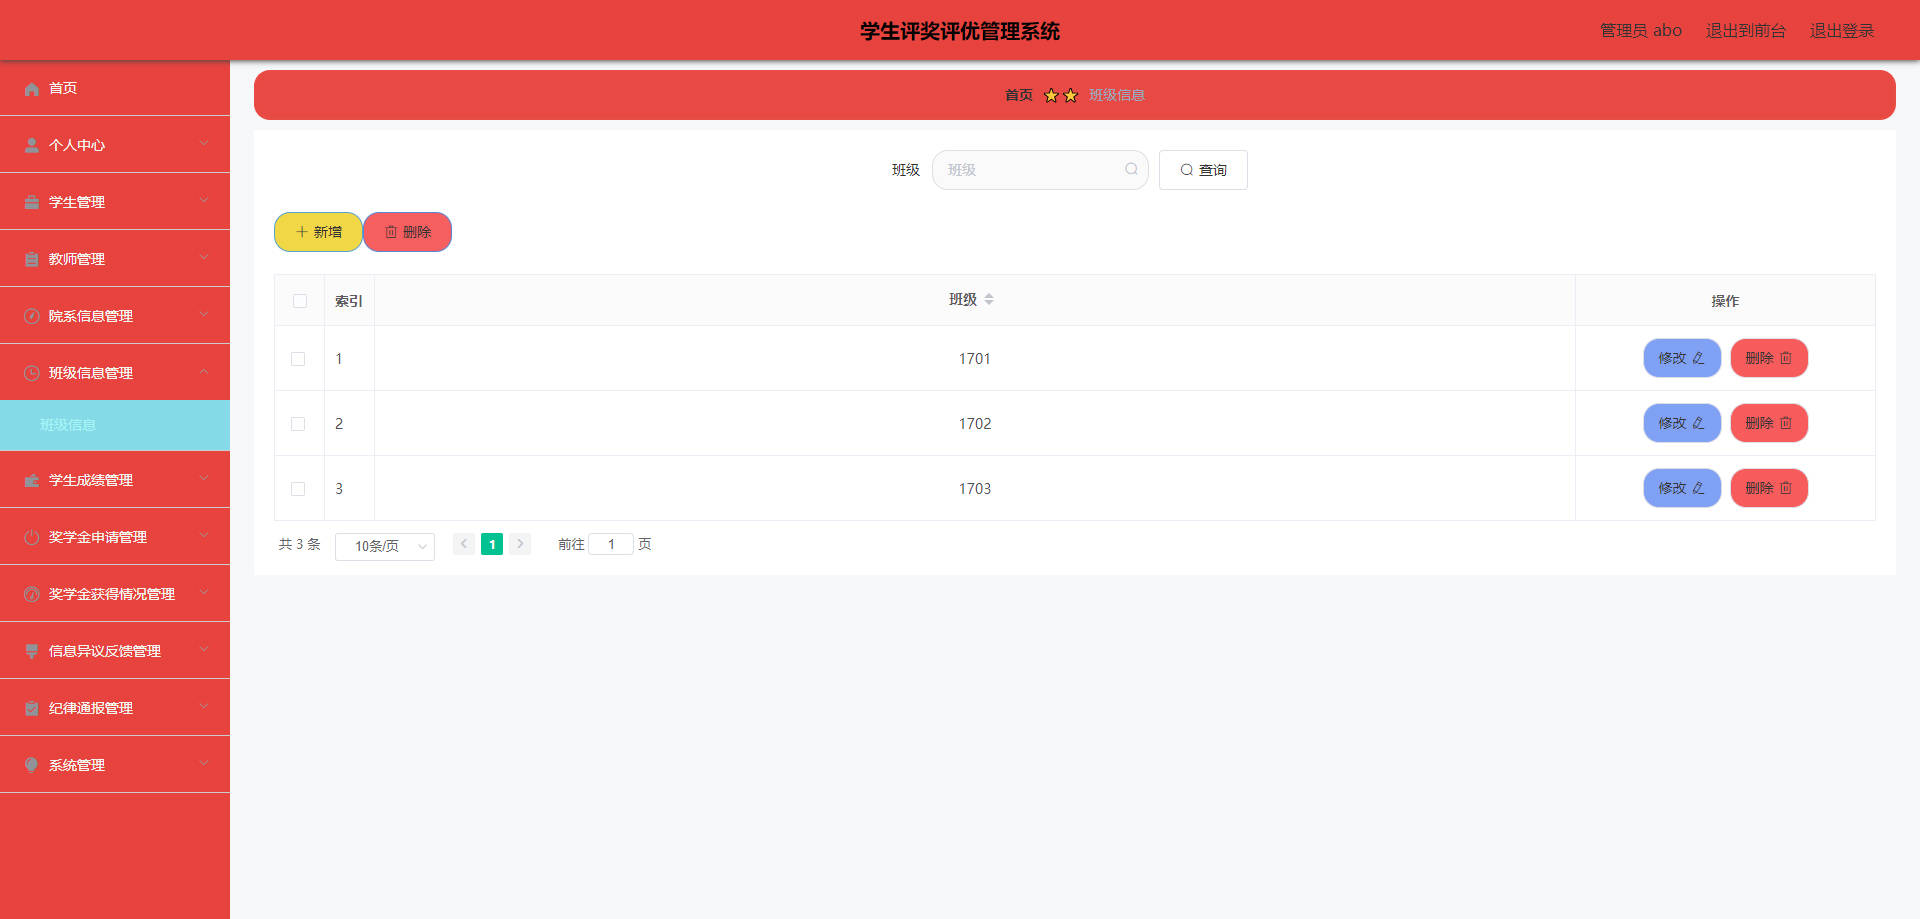 学生评奖评优管理系统
管理员 abo 退出到前台 退出登录
首页
个人中心
学生管理
教师管理
院系信息管理
班级信息管理
班级信息
学生成绩管理
奖学金申请管理
奖学金获得情况管理
信息异议反馈管理
纪律通报管理
系统管理
首页 班级信息
班级 班级 查询
新增 删除
索引 班级 操作
1 1701 修改 删除
2 1702 修改 删除
3 1703 修改 删除
共 3 条 10条/页 1 前往 1 页